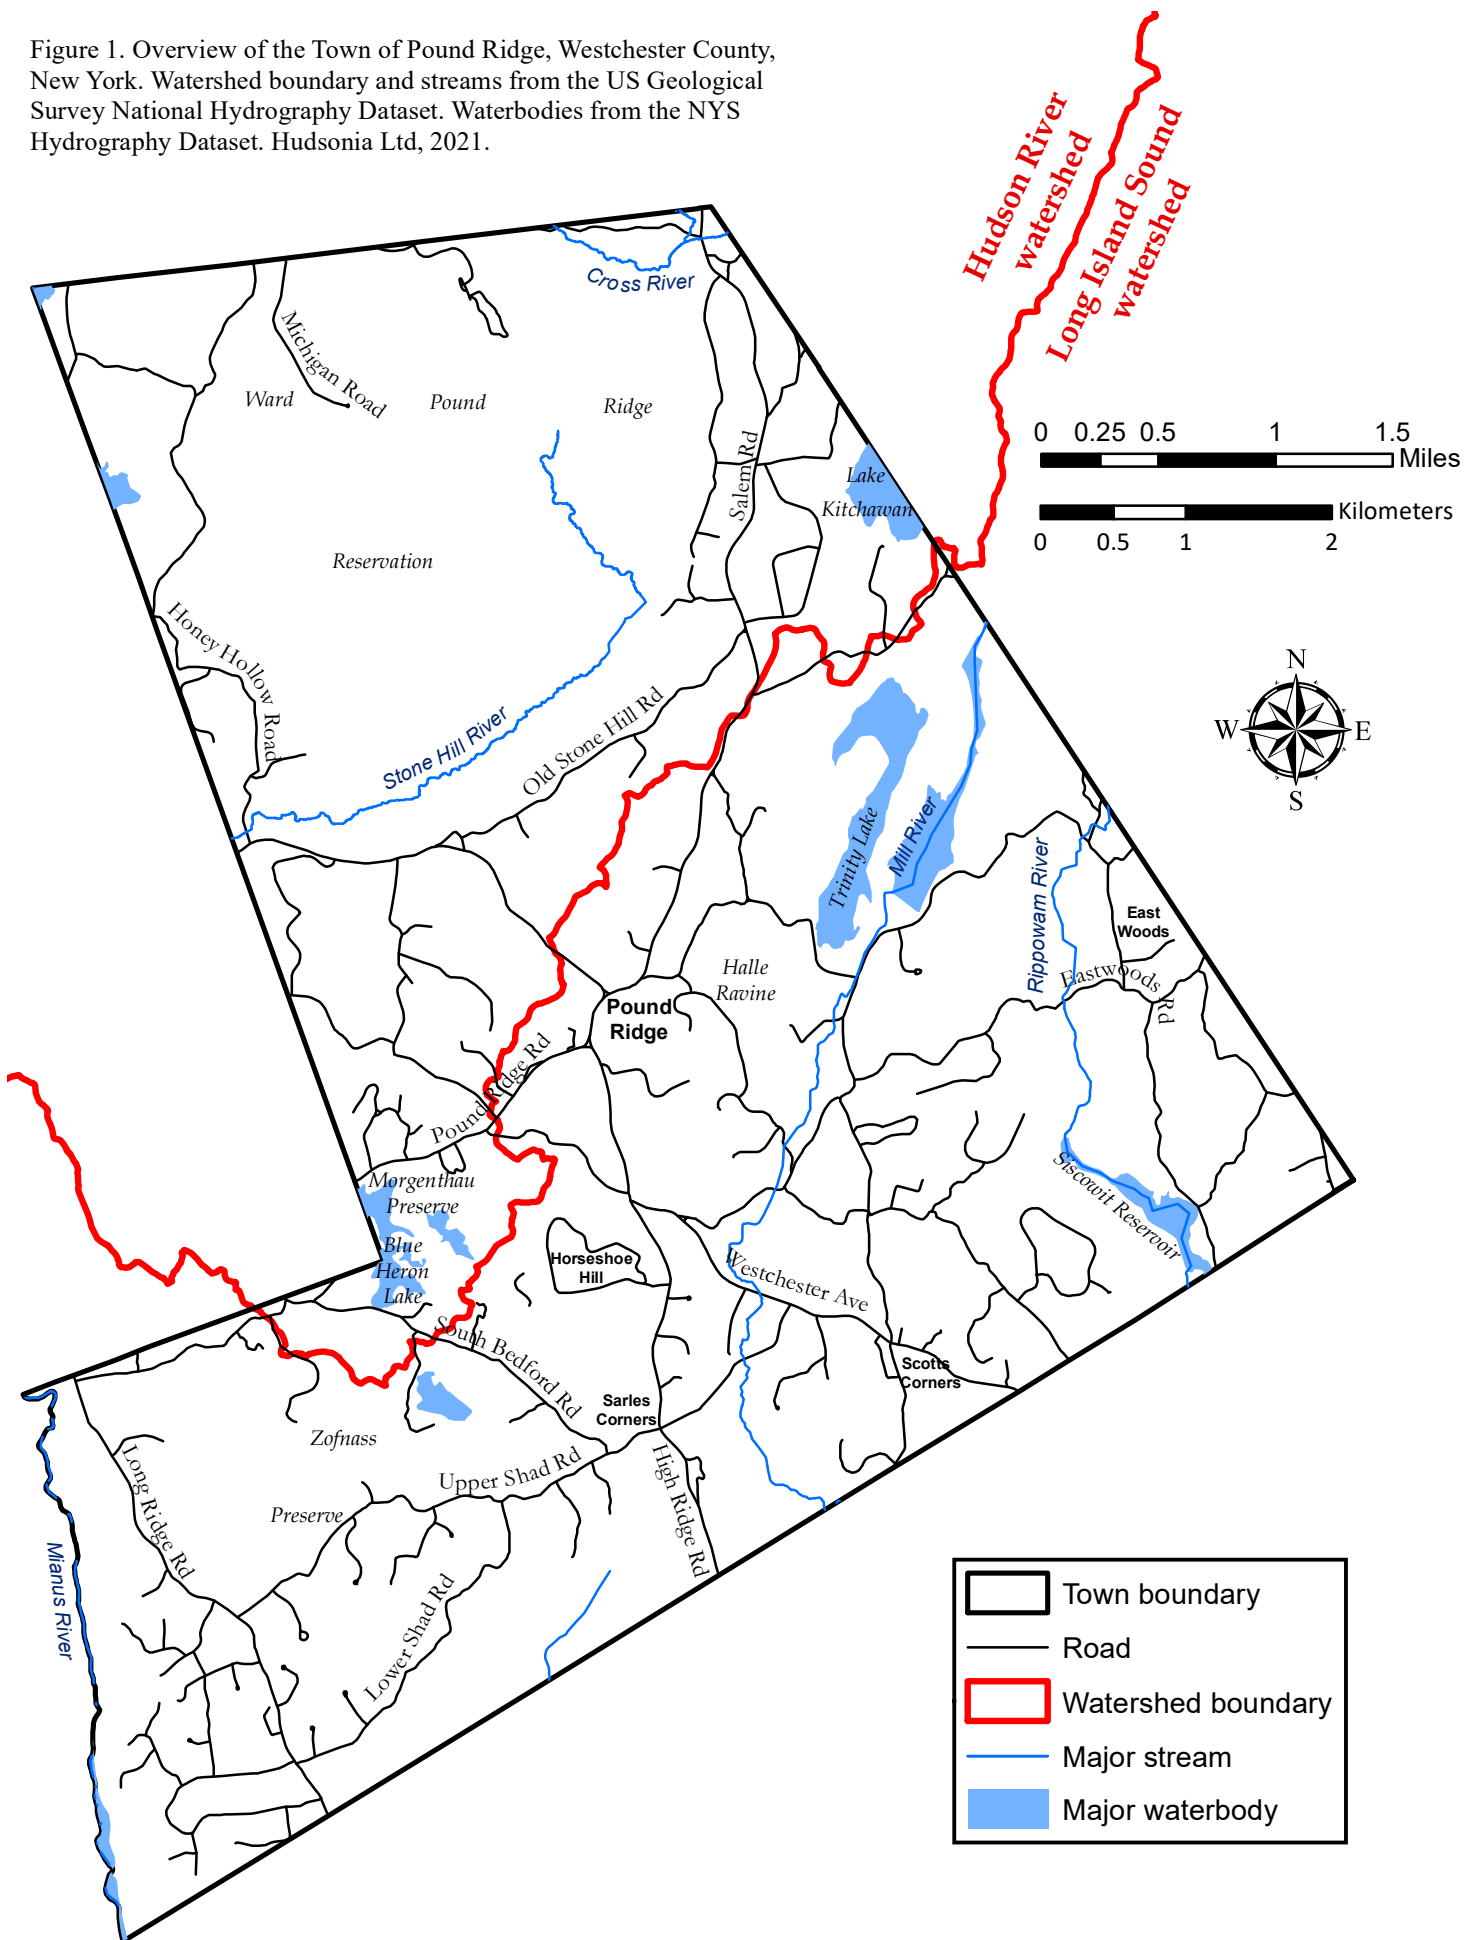 Figure 1. Overview of the Town of Pound Ridge, Westchester County,
New York. Watershed boundary and streams from the US Geological
Survey National Hydrography Dataset. Waterbodies from the NYS
Hydrography Dataset. Hudsonia Ltd, 2021.
Hudson River
watershed
Long Island Sound
watershed
Cross River
Michigan Road
Ward
Pound
Ridge
Reservation
Salem Rd
Lake
Kitchawan
0 0.25 0.5 1 1.5
Miles
Kilometers
0 0.5 1 2
N
W
E
S
Honey Hollow Road
Stone Hill River
Old Stone Hill Rd
Trinity Lake
Mill River
Rippowam River
East
Woods
Eastwoods Rd
Halle
Ravine
Pound
Ridge
Pound Ridge Rd
Morgenthau
Preserve
Blue
Heron
Lake
Horseshoe
Hill
Siscowit Reservoir
Westchester Ave
South Bedford Rd
Scotts
Corners
Sarles
Corners
Zofnass
Preserve
Upper Shad Rd
High Ridge Rd
Long Ridge Rd
Lower Shad Rd
Mianus River
Town boundary
Road
Watershed boundary
Major stream
Major waterbody